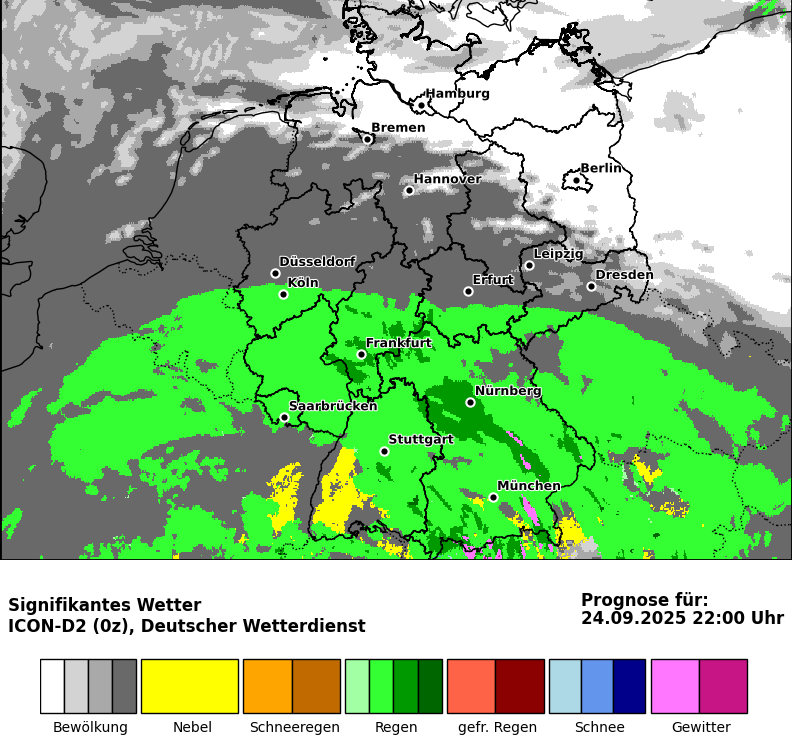 Hamburg
Bremen
Berlin
Hannover
Düsseldorf
Leipzig
Köln
Erfurt
Dresden
Frankfurt
Nürnberg
Saarbrücken
Stuttgart
München
Signifikantes Wetter
ICON-D2 (0z), Deutscher Wetterdienst
Prognose für:
24.09.2025 22:00 Uhr
Bewölkung Nebel Schneeregen Regen gefr. Regen Schnee Gewitter